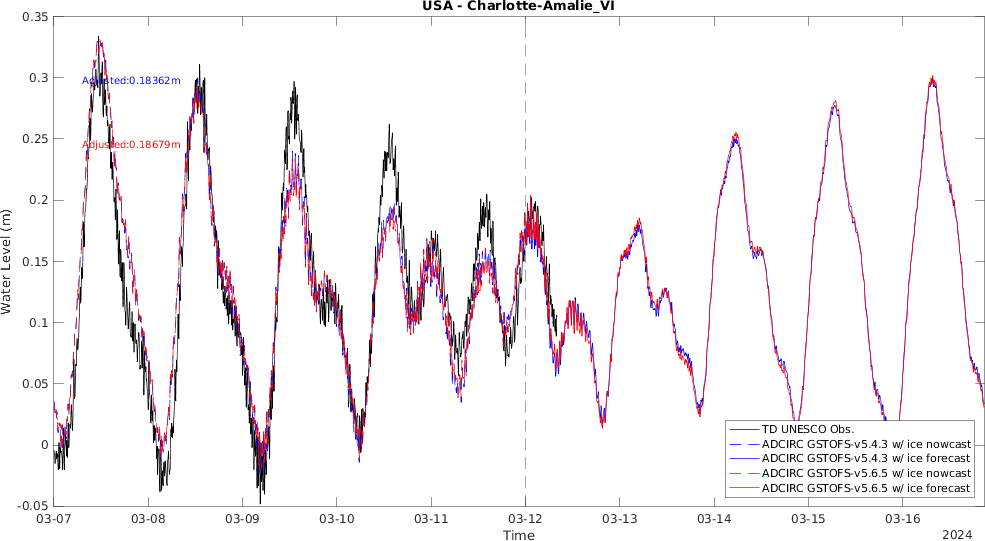 USA - Charlotte-Amalie_VI
0.35
0.3
0.25
0.2
0.15
0.1
0.05
0
-0.05
Water Level (m)
Adjusted:0.18362m
Adjusted:0.18679m
TD UNESCO Obs.
ADCIRC GSTOFS-v5.4.3 w/ ice nowcast
ADCIRC GSTOFS-v5.4.3 w/ ice forecast
ADCIRC GSTOFS-v5.6.5 w/ ice nowcast
ADCIRC GSTOFS-v5.6.5 w/ ice forecast
03-07 03-08 03-09 03-10 03-11 03-12 03-13 03-14 03-15 03-16
Time
2024